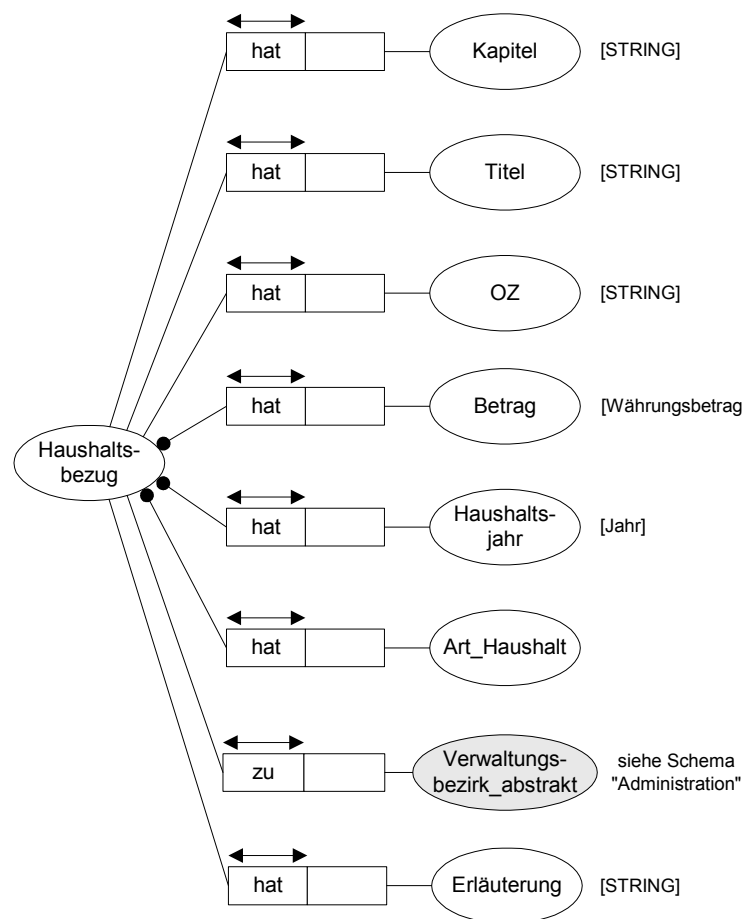 hat Kapitel [STRING]
hat Titel [STRING]
hat OZ [STRING]
hat Betrag [Währungsbetrag
Haushalts-
bezug
hat Haushalts-
jahr [Jahr]
hat Art_Haushalt
zu Verwaltungs-
bezirk_abstrakt siehe Schema
"Administration"
hat Erläuterung [STRING]